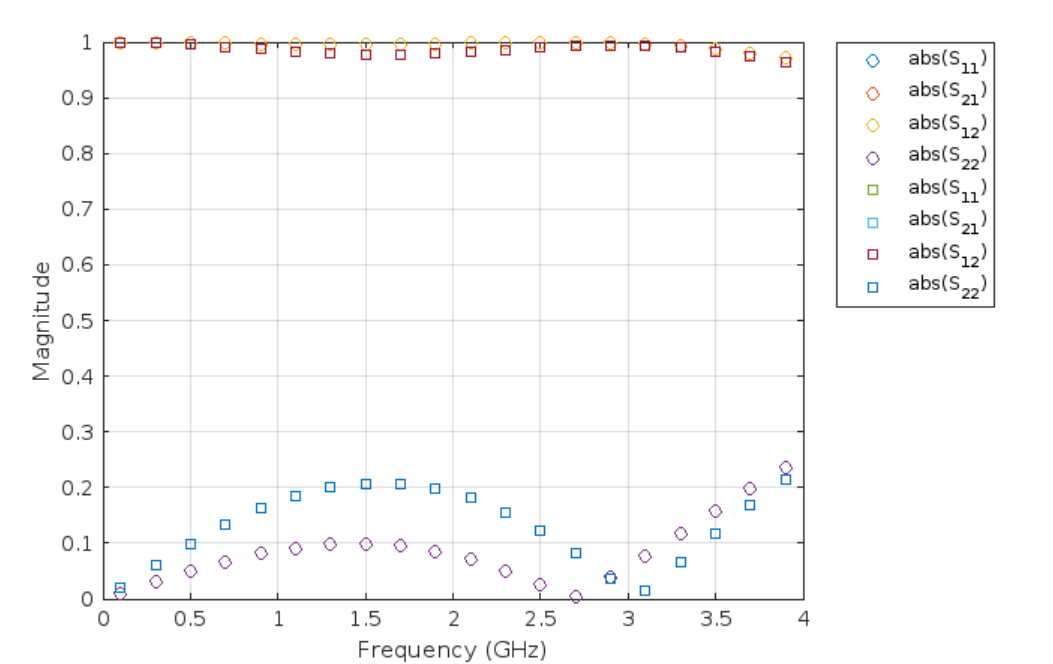 1
0.9
0.8
0.7
0.6
0.5
0.4
0.3
0.2
0.1
0
Magnitude
0 0.5 1 1.5 2 2.5 3 3.5 4
Frequency (GHz)
abs(S11)
abs(S21)
abs(S12)
abs(S22)
abs(S11)
abs(S21)
abs(S12)
abs(S22)